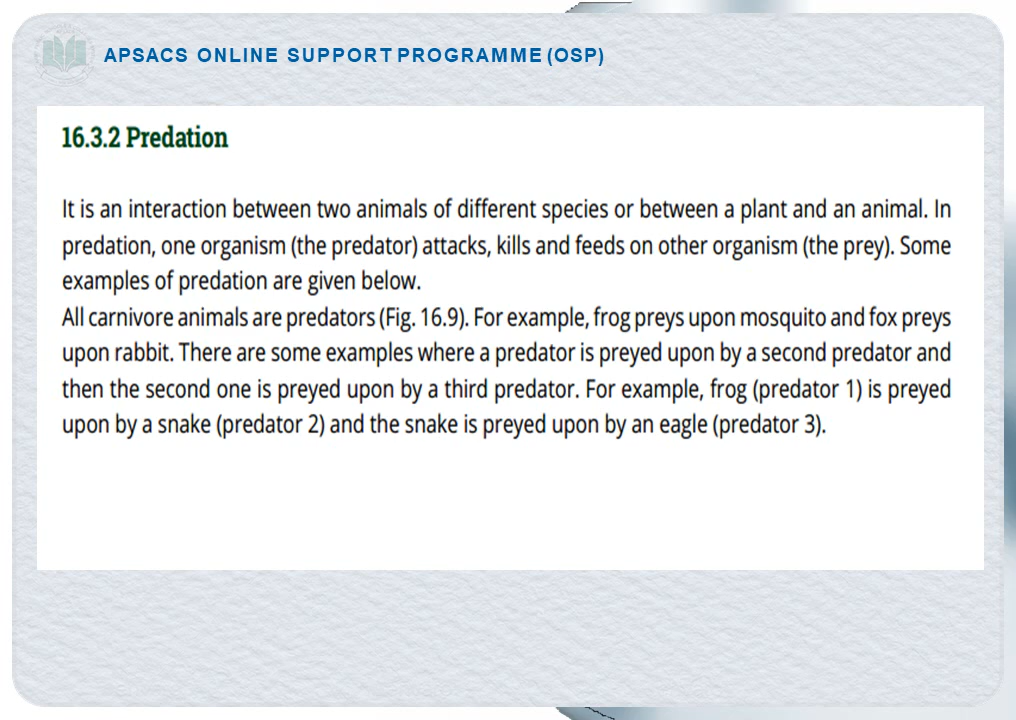 APSACS ONLINE SUPPORT PROGRAMME (OSP)
16.3.2 Predation
It is an interaction between two animals of different species or between a plant and an animal. In
predation, one organism (the predator) attacks, kills and feeds on other organism (the prey). Some
examples of predation are given below.
All carnivore animals are predators (Fig. 16.9). For example, frog preys upon mosquito and fox preys
upon rabbit. There are some examples where a predator is preyed upon by a second predator and
then the second one is preyed upon by a third predator. For example, frog (predator 1) is preyed
upon by a snake (predator 2) and the snake is preyed upon by an eagle (predator 3).